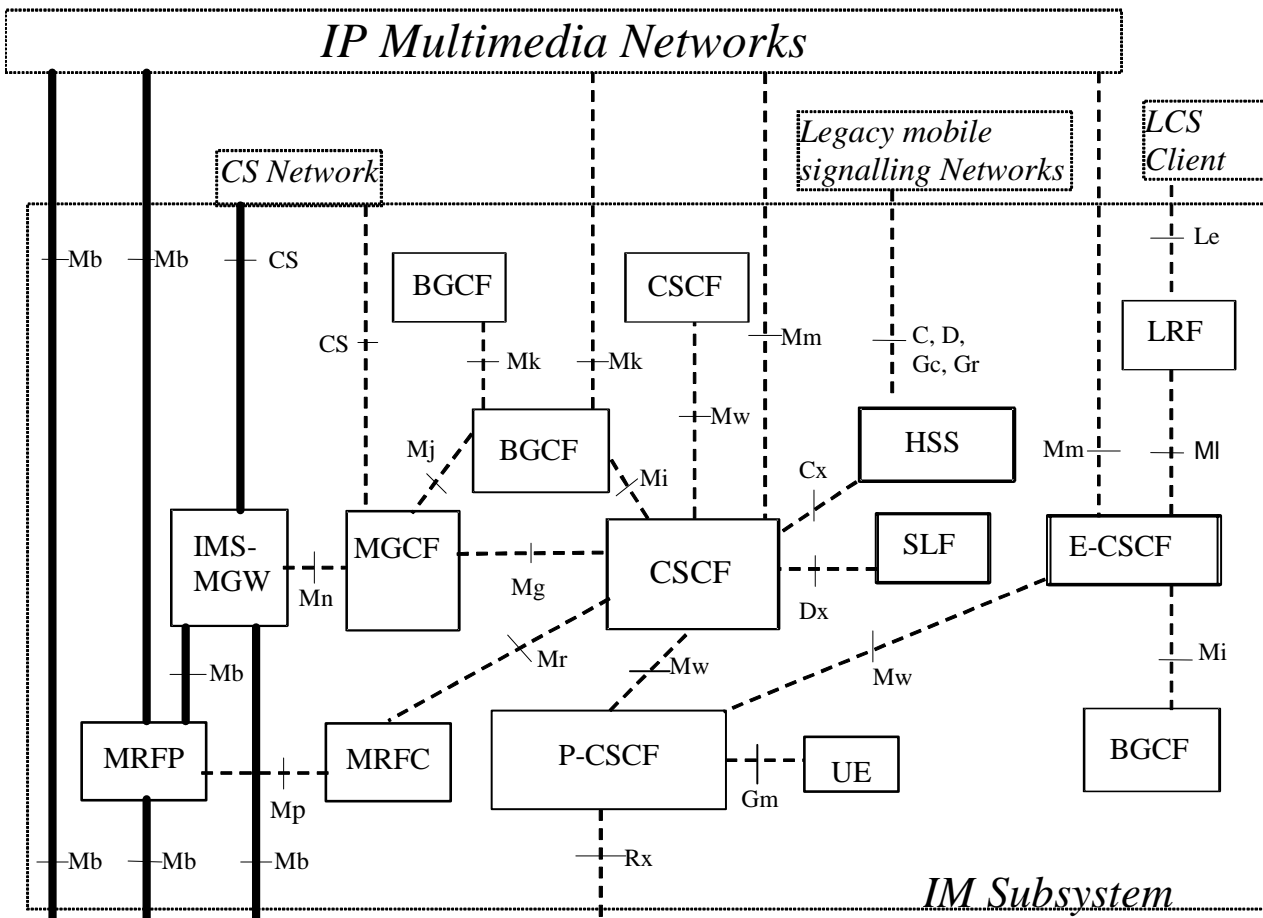 IP Multimedia Networks
Legacy mobile
signalling Networks
LCS
Client
CS Network
Mb
Mb
CS
Le
BGCF
CSCF
CS
Mk
Mk
Mm
C, D,
Gc, Gr
LRF
Mw
Mj
BGCF
Mi
HSS
Cx
Mm
Ml
IMS-
MGW
Mn
MGCF
Mg
CSCF
SLF
Dx
E-CSCF
Mb
Mr
Mw
Mw
Mi
MRFP
Mp
MRFC
P-CSCF
Gm
UE
BGCF
Mb
Mb
Mb
Rx
IM Subsystem